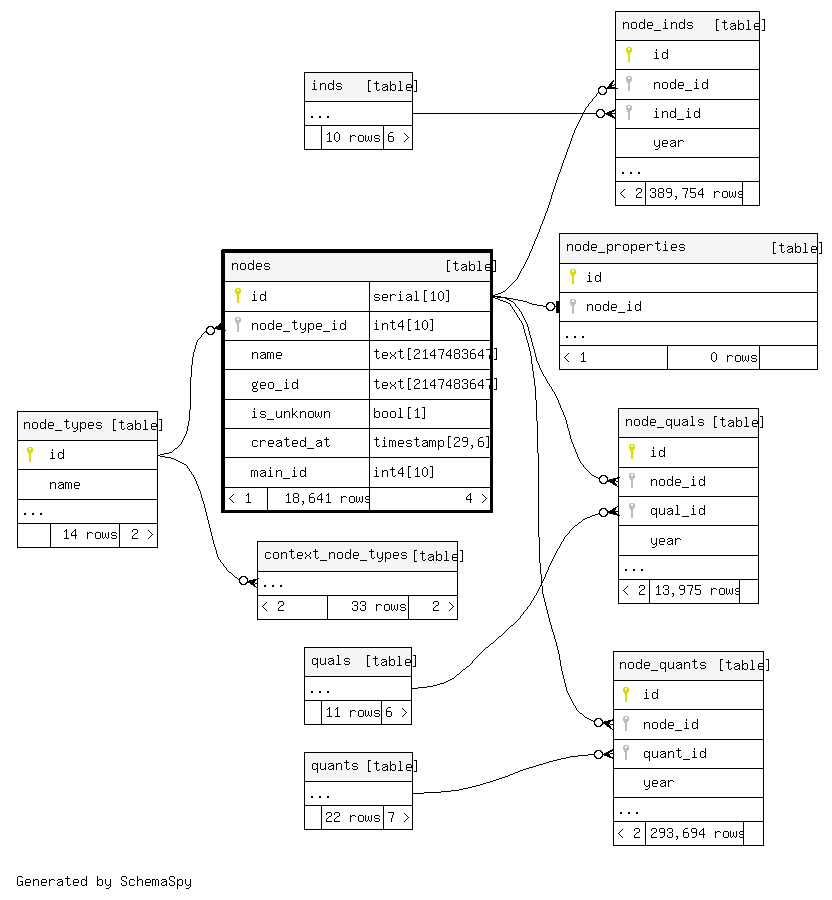 node_inds [table]
id
node_id
ind_id
year
...
< 2 389,754 rows
inds [table]
...
10 rows 6 >
node_properties [table]
id
node_id
...
< 1 0 rows
nodes [table]
id serial[10]
node_type_id int4[10]
name text[2147483647]
geo_id text[2147483647]
is_unknown bool[1]
created_at timestamp[29,6]
main_id int4[10]
< 1 18,641 rows 4 >
node_types [table]
id
name
...
14 rows 2 >
node_quals [table]
id
node_id
qual_id
year
...
< 2 13,975 rows
context_node_types [table]
...
< 2 33 rows 2 >
quals [table]
...
11 rows 6 >
node_quants [table]
id
node_id
quant_id
year
...
< 2 293,694 rows
quants [table]
...
22 rows 7 >
Generated by SchemaSpy